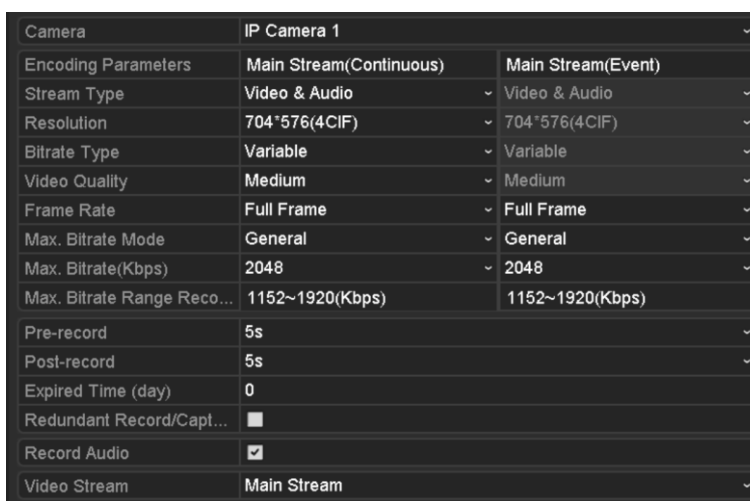 Camera IP Camera 1
Encoding Parameters Main Stream(Continuous) Main Stream(Event)
Stream Type Video & Audio Video & Audio
Resolution 704*576(4CIF) 704*576(4CIF)
Bitrate Type Variable Variable
Video Quality Medium Medium
Frame Rate Full Frame Full Frame
Max. Bitrate Mode General General
Max. Bitrate(Kbps) 2048 2048
Max. Bitrate Range Reco... 1152~1920(Kbps) 1152~1920(Kbps)
Pre-record 5s
Post-record 5s
Expired Time (day) 0
Redundant Record/Capt...
Record Audio
Video Stream Main Stream